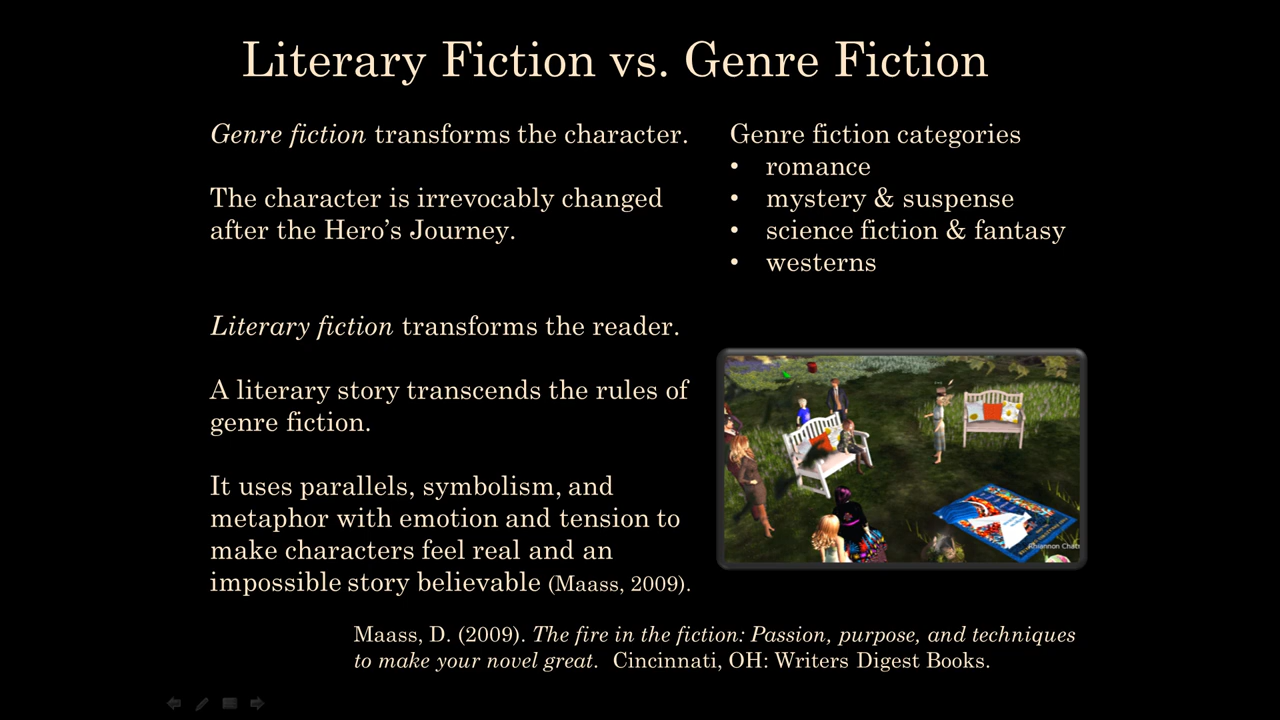 Literary Fiction vs. Genre Fiction
Genre fiction transforms the character.
The character is irrevocably changed
after the Hero’s Journey.
Literary fiction transforms the reader.
A literary story transcends the rules of
genre fiction.
It uses parallels, symbolism, and
metaphor with emotion and tension to
make characters feel real and an
impossible story believable (Maass, 2009).
Genre fiction categories
• romance
• mystery & suspense
• science fiction & fantasy
• westerns
Rhiannon Chat
Maass, D. (2009). The fire in the fiction: Passion, purpose, and techniques
to make your novel great. Cincinnati, OH: Writers Digest Books.